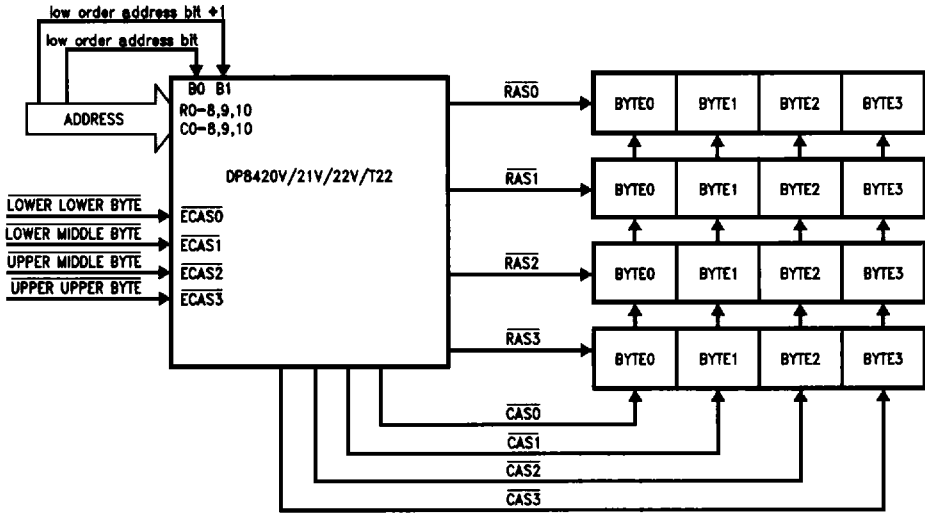 low order address bit +1
low order address bit
B0 B1
R0-8,9,10
C0-8,9,10
ADDRESS
DP8420V/21V/22V/T22
LOWER LOWER BYTE
LOWER MIDDLE BYTE
UPPER MIDDLE BYTE
UPPER UPPER BYTE
ECAS0
ECAS1
ECAS2
ECAS3
RAS0
BYTE0 BYTE1 BYTE2 BYTE3
RAS1
BYTE0 BYTE1 BYTE2 BYTE3
RAS2
BYTE0 BYTE1 BYTE2 BYTE3
RAS3
BYTE0 BYTE1 BYTE2 BYTE3
CAS0
CAS1
CAS2
CAS3